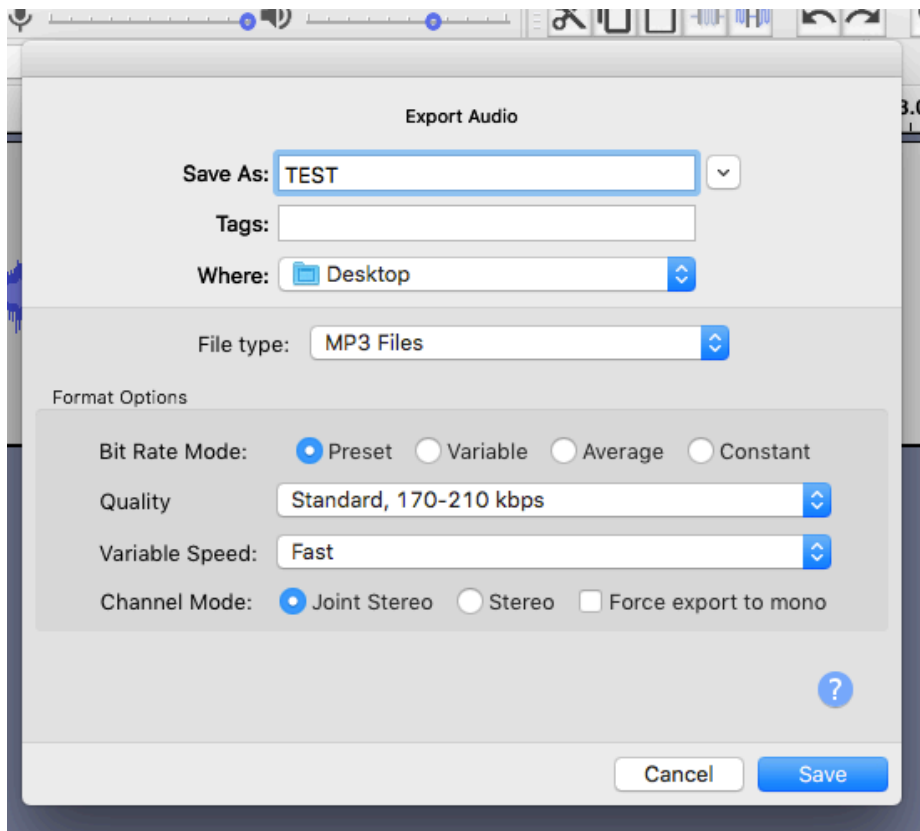 Export Audio
Save As: TEST
Tags:
Where: Desktop
File type: MP3 Files
Format Options
Bit Rate Mode: Preset Variable Average Constant
Quality Standard, 170-210 kbps
Variable Speed: Fast
Channel Mode: Joint Stereo Stereo Force export to mono
?
Cancel Save